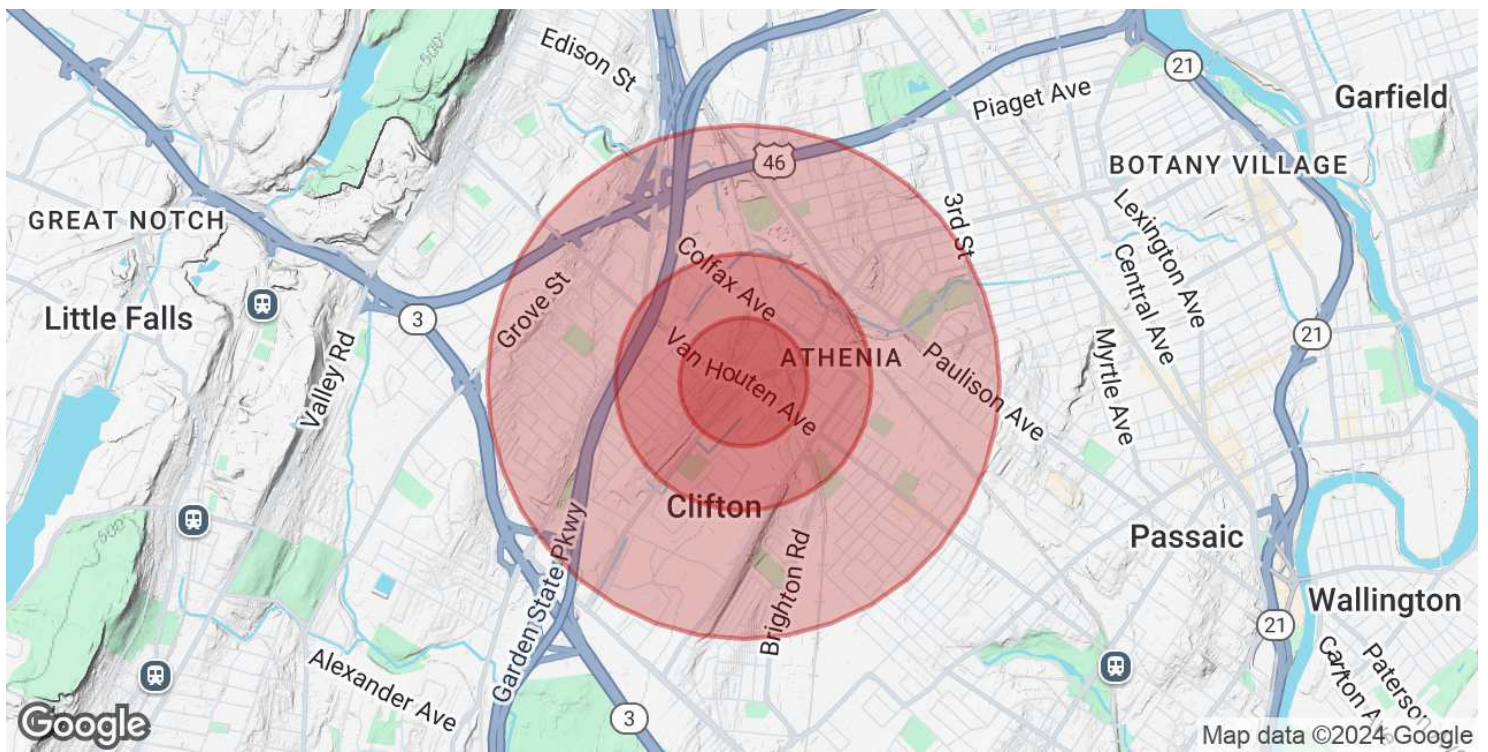 Edison St
21
Garfield
Piaget Ave
46
BOTANY VILLAGE
GREAT NOTCH
3rd St
Lexington Ave
Colfax Ave
Central Ave
Grove St
Little Falls
3
Valley Rd
Van Houten Ave
ATHENIA
Paulison Ave
Myrtle Ave
21
Clifton
Passaic
Garden State Pkwy
Brighton Rd
Wallington
21
Alexander Ave
Carlton A
Paterson
3
Google
Map data ©2024 Google